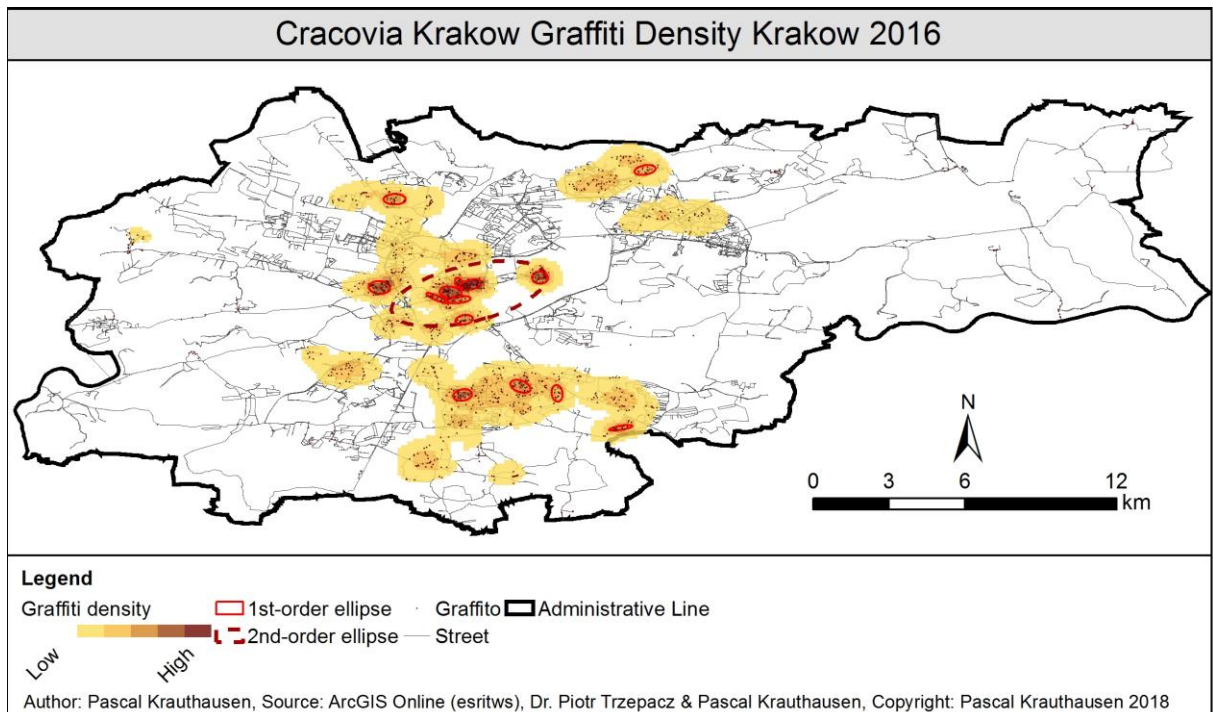 Cracovia Krakow Graffiti Density Krakow 2016
N
0 3 6 12
km
Legend
Graffiti density 1st-order ellipse Graffito Administrative Line
2nd-order ellipse Street
Low High
Author: Pascal Krauthausen, Source: ArcGIS Online (esritws), Dr. Piotr Trzepacz & Pascal Krauthausen, Copyright: Pascal Krauthausen 2018